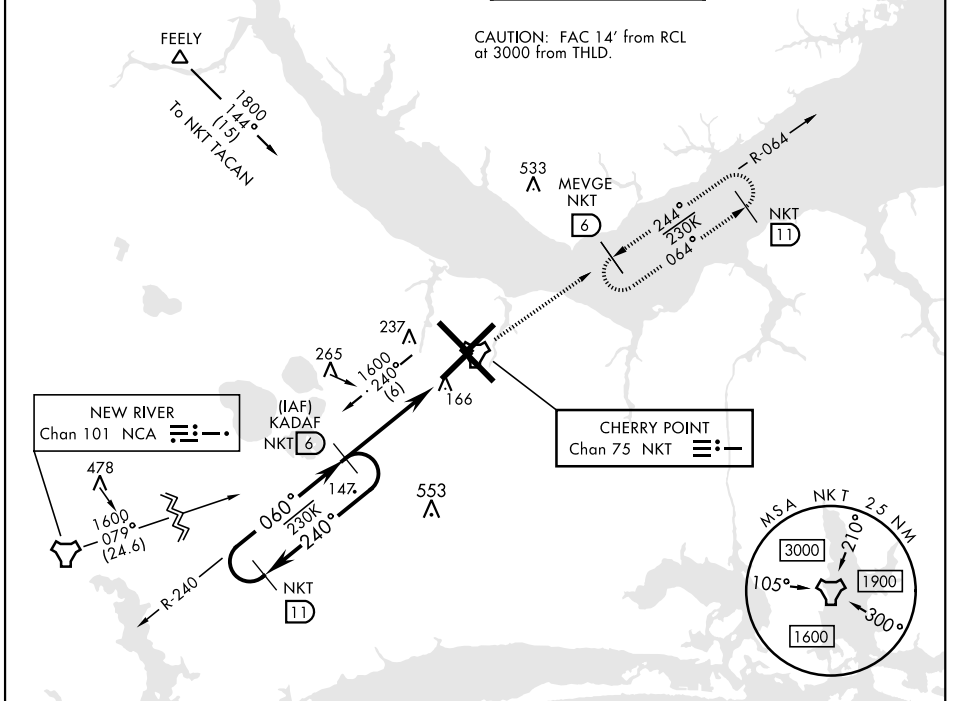 CAUTION: FAC 14' from RCL
at 3000 from THLD.
FEELY
1800
144°
(15)
To NKT TACAN
533
MEVGE
NKT
6
R-064
244°
230K
064°
NKT
11
237
265
1600
240°
(6)
166
(IAF)
KADAF
NKT 6
NEW RIVER
Chan 101 NCA
CHERRY POINT
Chan 75 NKT
478
1600
079°
(24.6)
147
553
060°
230K
240°
R-240
NKT
11
MSA NKT 25 NM
3000
210°
105°
1900
300°
1600